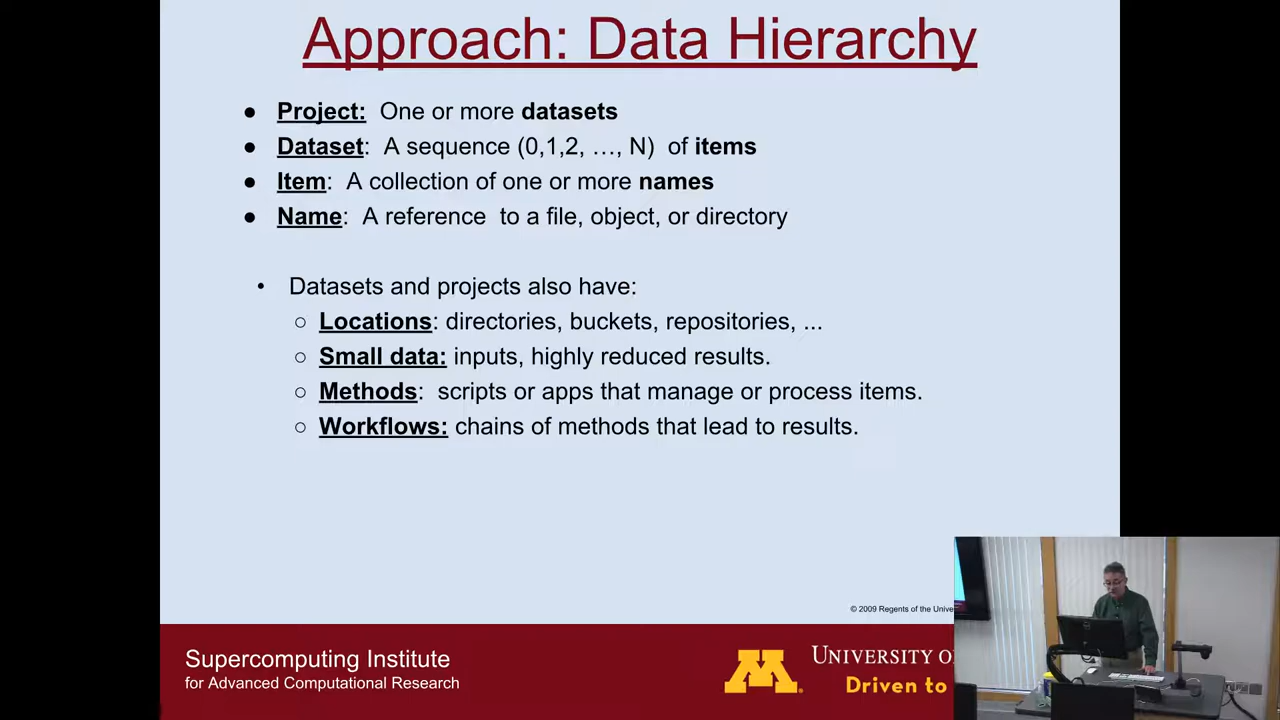 Approach: Data Hierarchy
● Project: One or more datasets
● Dataset: A sequence (0,1,2, …, N) of items
● Item: A collection of one or more names
● Name: A reference to a file, object, or directory
• Datasets and projects also have:
○ Locations: directories, buckets, repositories, ...
○ Small data: inputs, highly reduced results.
○ Methods: scripts or apps that manage or process items.
○ Workflows: chains of methods that lead to results.
© 2009 Regents of the
Supercomputing Institute
for Advanced Computational Research
M
UNIVERSITY
Driven to